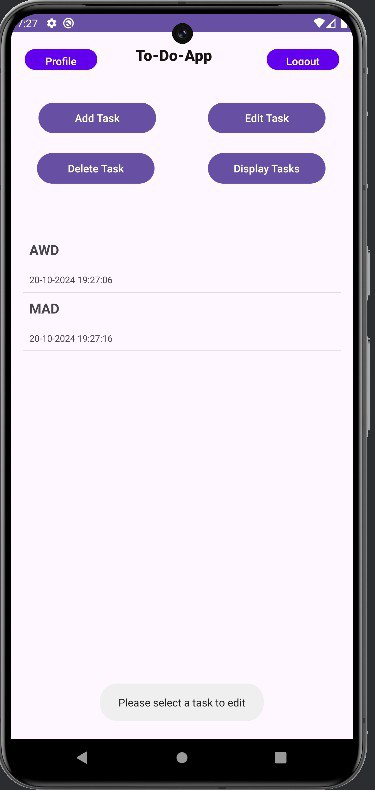 7:27
Profile
To-Do-App
Logout
Add Task
Edit Task
Delete Task
Display Tasks
AWD
20-10-2024 19:27:06
MAD
20-10-2024 19:27:16
Please select a task to edit